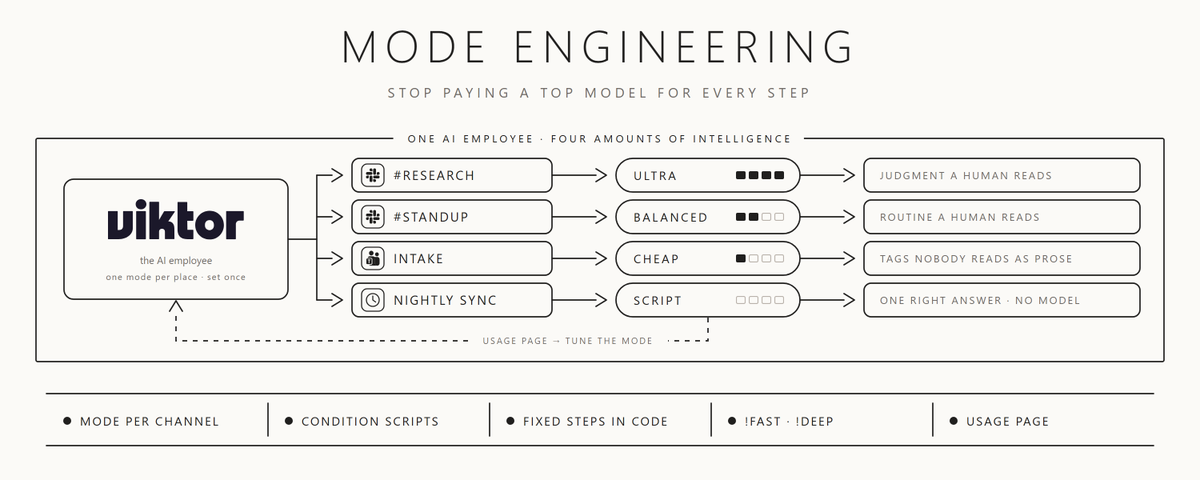 MODE ENGINEERING
STOP PAYING A TOP MODEL FOR EVERY STEP
ONE AI EMPLOYEE · FOUR AMOUNTS OF INTELLIGENCE
viktor
the AI employee
one mode per place · set once
#RESEARCH
ULTRA
JUDGMENT A HUMAN READS
#STANDUP
BALANCED
ROUTINE A HUMAN READS
INTAKE
CHEAP
TAGS NOBODY READS AS PROSE
NIGHTLY SYNC
SCRIPT
ONE RIGHT ANSWER · NO MODEL
USAGE PAGE → TUNE THE MODE
MODE PER CHANNEL
CONDITION SCRIPTS
FIXED STEPS IN CODE
!FAST · !DEEP
USAGE PAGE